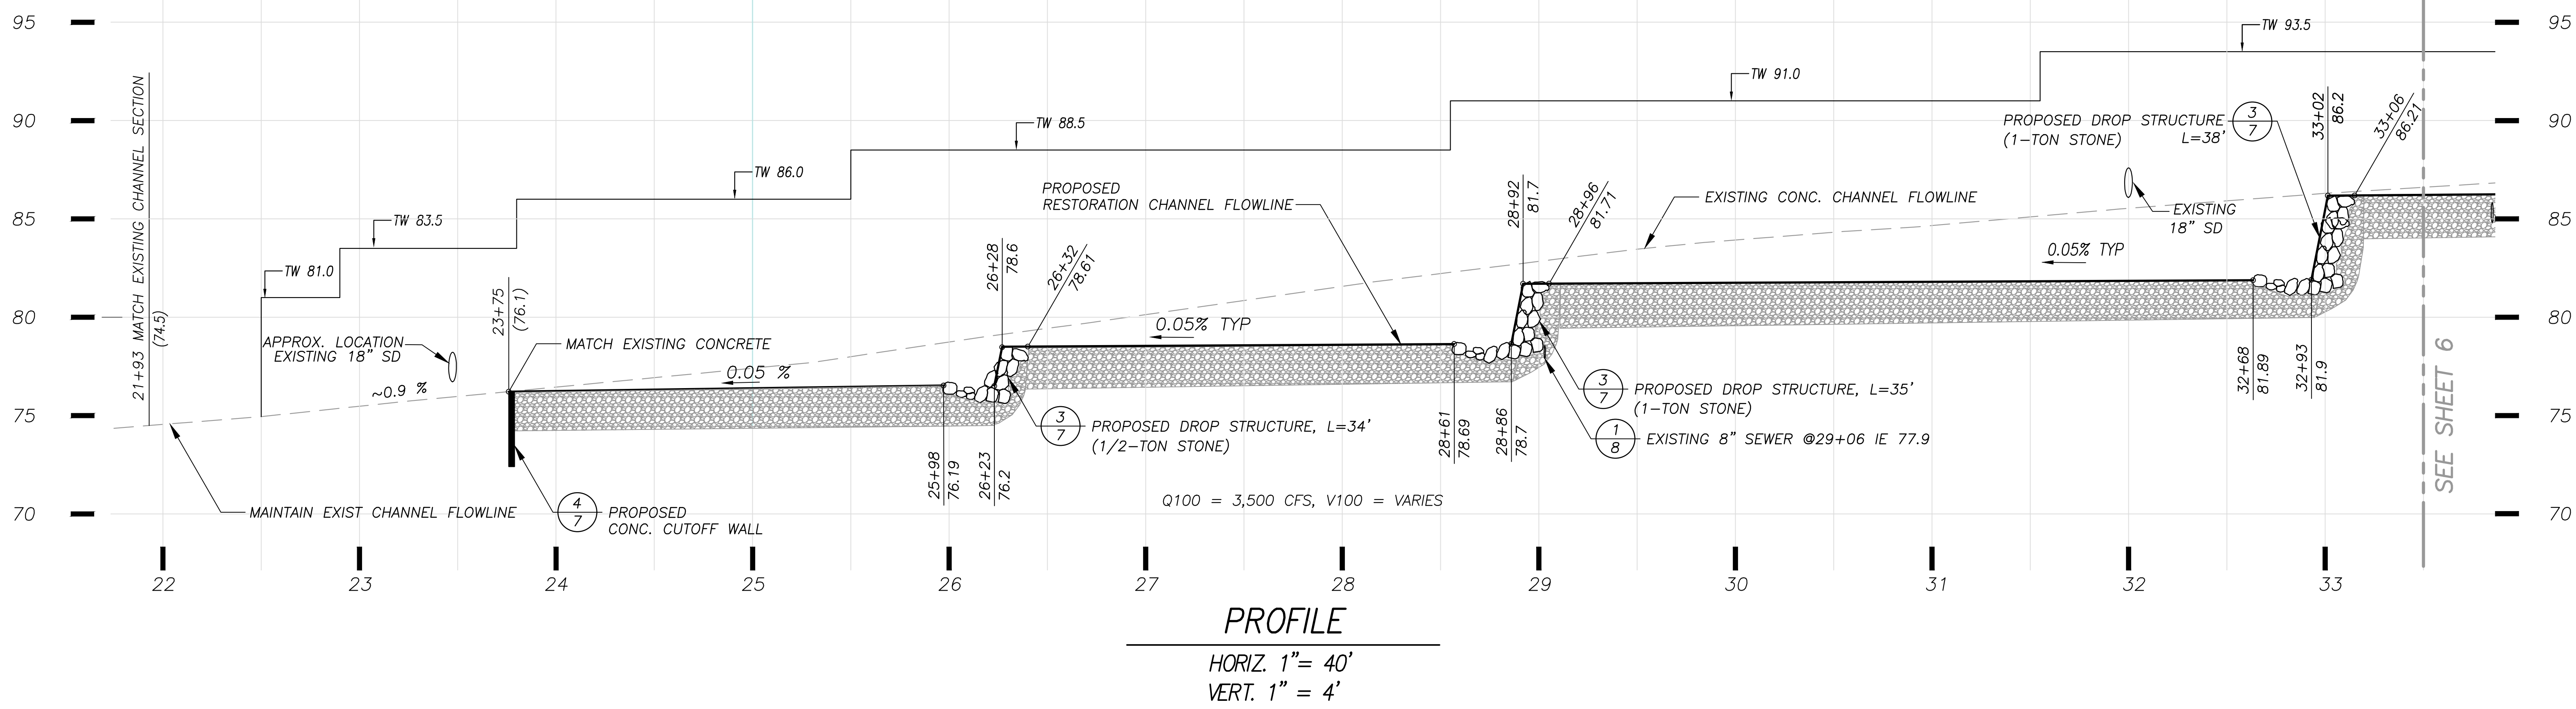 95
90
85
80
75
70
21+93 MATCH EXISTING CHANNEL SECTION
(74.5)
TW 81.0
TW 83.5
TW 86.0
TW 88.5
TW 91.0
TW 93.5
APPROX. LOCATION
EXISTING 18" SD
~0.9 %
MAINTAIN EXIST CHANNEL FLOWLINE
23+75
(76.1)
MATCH EXISTING CONCRETE
0.05 %
4
7
PROPOSED
CONC. CUTOFF WALL
25+98
76.19
26+23
76.2
26+28
78.6
26+32
78.61
3
7
PROPOSED DROP STRUCTURE, L=34'
(1/2-TON STONE)
PROPOSED
RESTORATION CHANNEL FLOWLINE
0.05% TYP
Q100 = 3,500 CFS, V100 = VARIES
28+61
78.69
28+86
78.7
28+92
81.7
28+96
81.71
EXISTING CONC. CHANNEL FLOWLINE
3
7
PROPOSED DROP STRUCTURE, L=35'
(1-TON STONE)
1
8
EXISTING 8" SEWER @29+06 IE 77.9
PROPOSED DROP STRUCTURE
(1-TON STONE) L=38'
3
7
EXISTING
18" SD
0.05% TYP
32+68
81.89
32+93
81.9
33+02
86.2
33+06
86.21
SEE SHEET 6
95
90
85
80
75
70
22 23 24 25 26 27 28 29 30 31 32 33
PROFILE
HORIZ. 1"= 40'
VERT. 1" = 4'